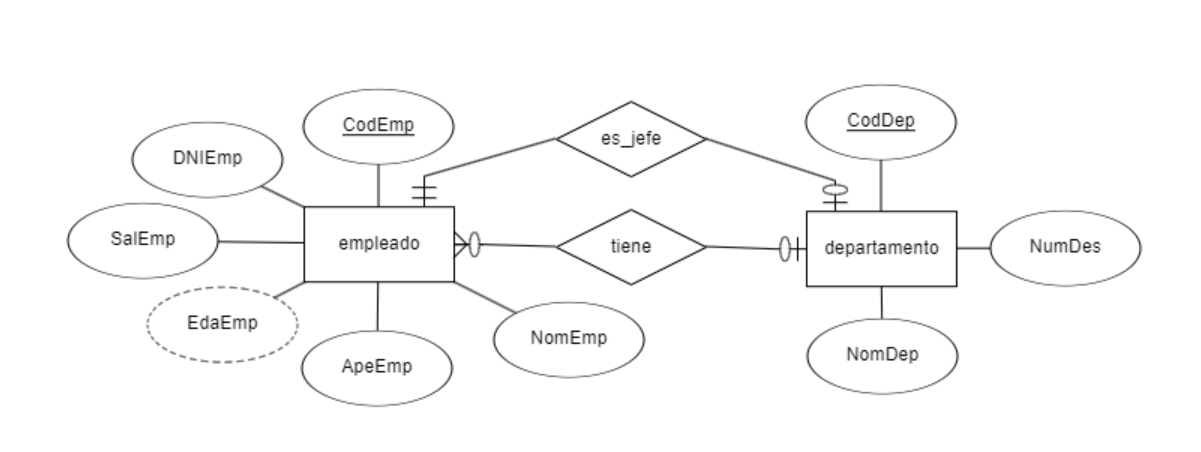 CodEmp
CodDep
es_jefe
DNIEmp
SalEmp
empleado
tiene
departamento
NumDes
EdaEmp
NomEmp
ApeEmp
NomDep